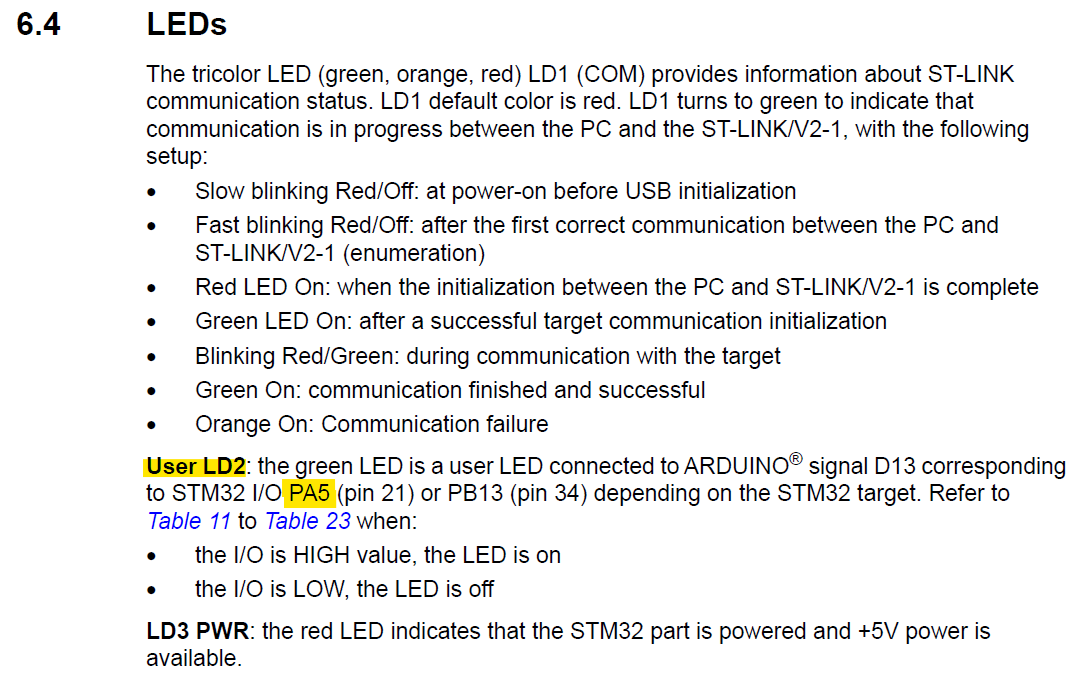 6.4 LEDs
The tricolor LED (green, orange, red) LD1 (COM) provides information about ST-LINK
communication status. LD1 default color is red. LD1 turns to green to indicate that
communication is in progress between the PC and the ST-LINK/V2-1, with the following
setup:
• Slow blinking Red/Off: at power-on before USB initialization
• Fast blinking Red/Off: after the first correct communication between the PC and
ST-LINK/V2-1 (enumeration)
• Red LED On: when the initialization between the PC and ST-LINK/V2-1 is complete
• Green LED On: after a successful target communication initialization
• Blinking Red/Green: during communication with the target
• Green On: communication finished and successful
• Orange On: Communication failure
User LD2: the green LED is a user LED connected to ARDUINO® signal D13 corresponding
to STM32 I/O PA5 (pin 21) or PB13 (pin 34) depending on the STM32 target. Refer to
Table 11 to Table 23 when:
• the I/O is HIGH value, the LED is on
• the I/O is LOW, the LED is off
LD3 PWR: the red LED indicates that the STM32 part is powered and +5V power is
available.